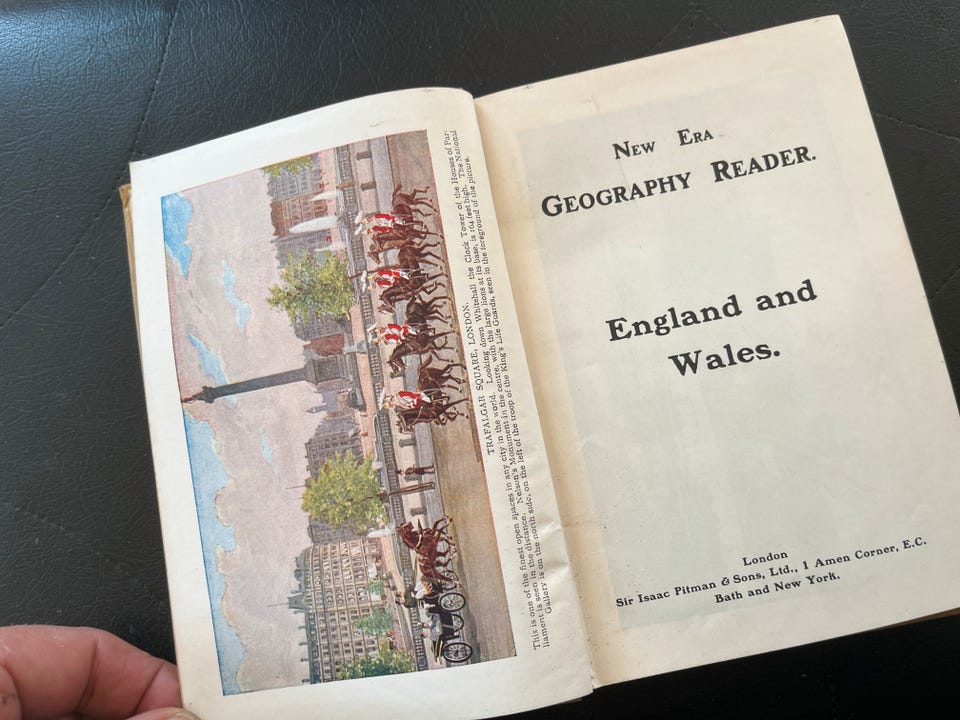 TRAFALGAR SQUARE, LONDON.
This is one of the finest open spaces in any city in the world. Looking down Whitehall the Clock Tower of the Houses of Par-
liament is seen in the distance. Nelson's Monument in the centre, with the large lions at its base, is 164 feet high. The National
Gallery is on the north side, on the left of the troop of the King's Life Guards, seen in the foreground of the picture.
New Era
Geography Reader.
England and
Wales.
London
Sir Isaac Pitman & Sons, Ltd., 1 Amen Corner, E.C.
Bath and New York.